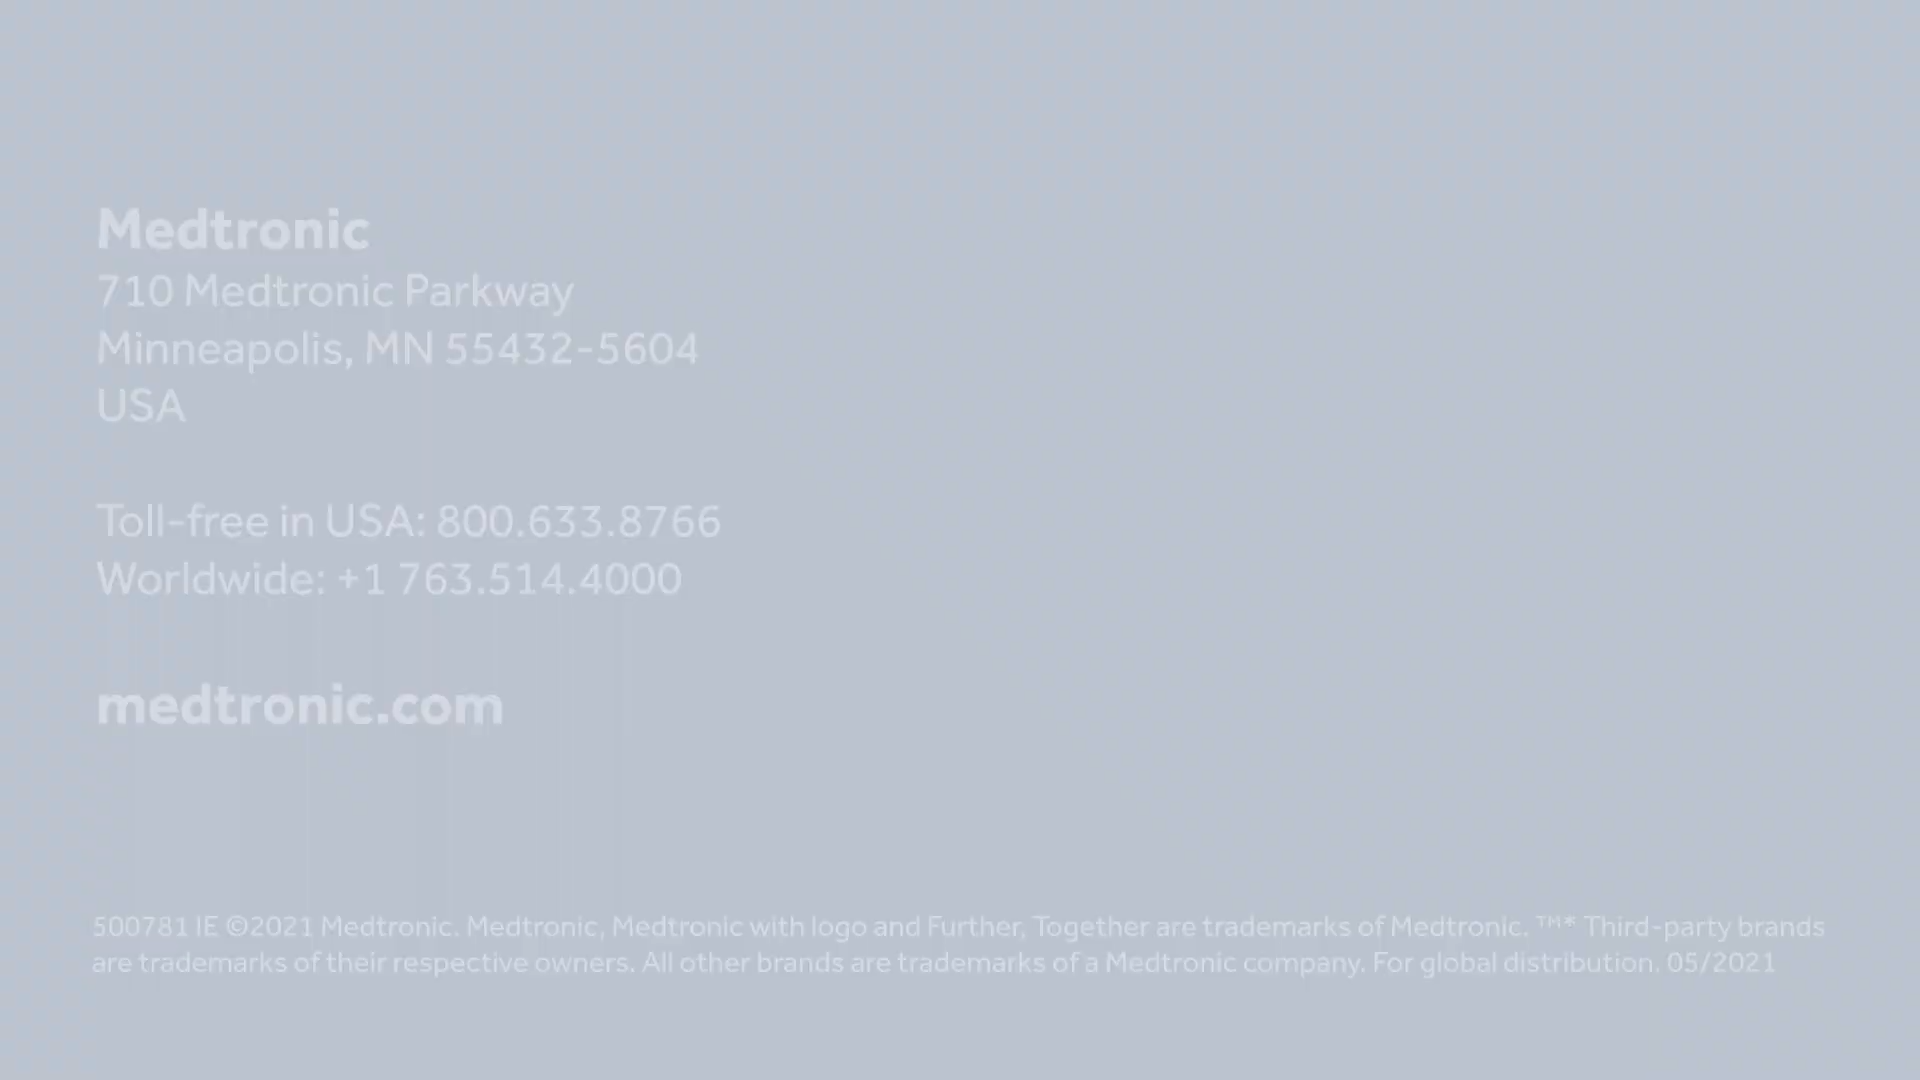 Medtronic
710 Medtronic Parkway
Minneapolis, MN 55432-5604
USA
Toll-free in USA: 800.633.8766
Worldwide: +1 763.514.4000
medtronic.com
500781 IE ©2021 Medtronic. Medtronic, Medtronic with logo and Further, Together are trademarks of Medtronic. ™* Third-party brands
are trademarks of their respective owners. All other brands are trademarks of a Medtronic company. For global distribution. 05/2021